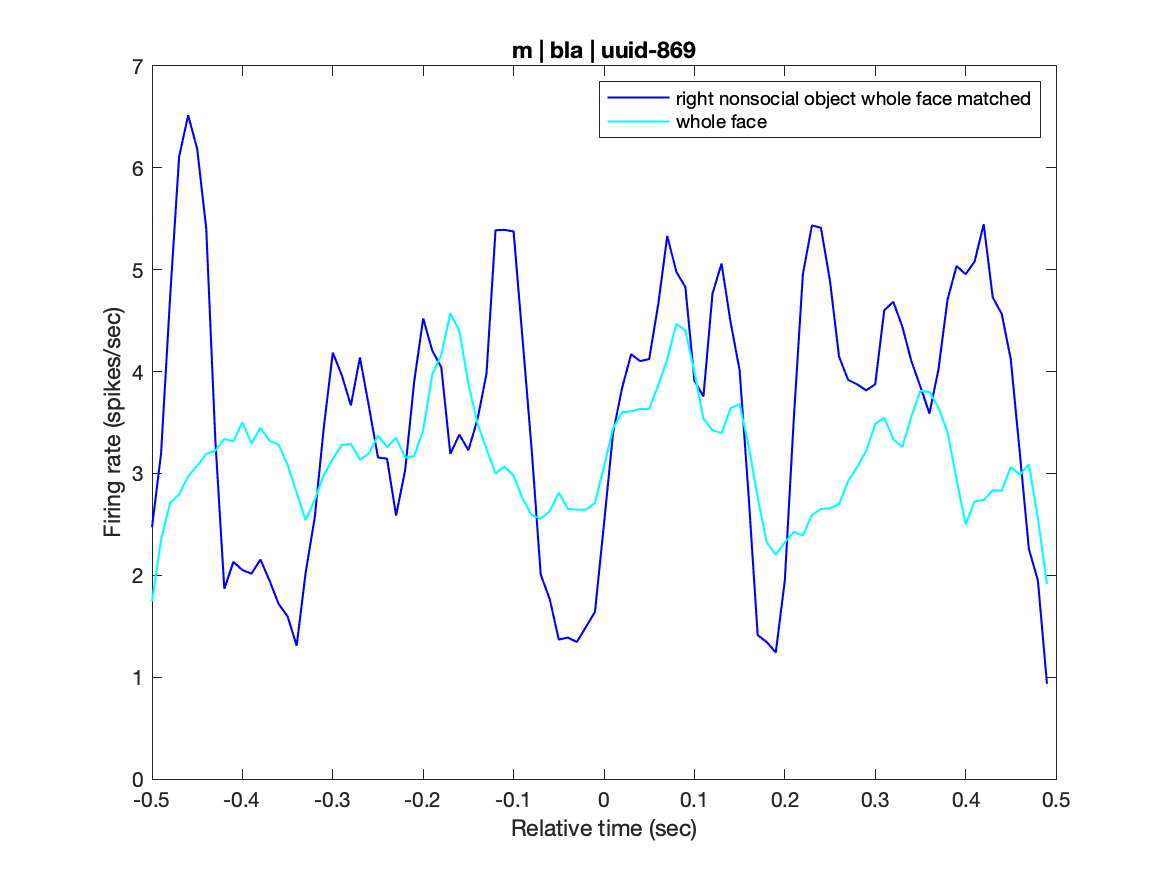 m | bla | uuid-869
right nonsocial object whole face matched
whole face
Firing rate (spikes/sec)
7
6
5
4
3
2
1
0
-0.5 -0.4 -0.3 -0.2 -0.1 0 0.1 0.2 0.3 0.4 0.5
Relative time (sec)